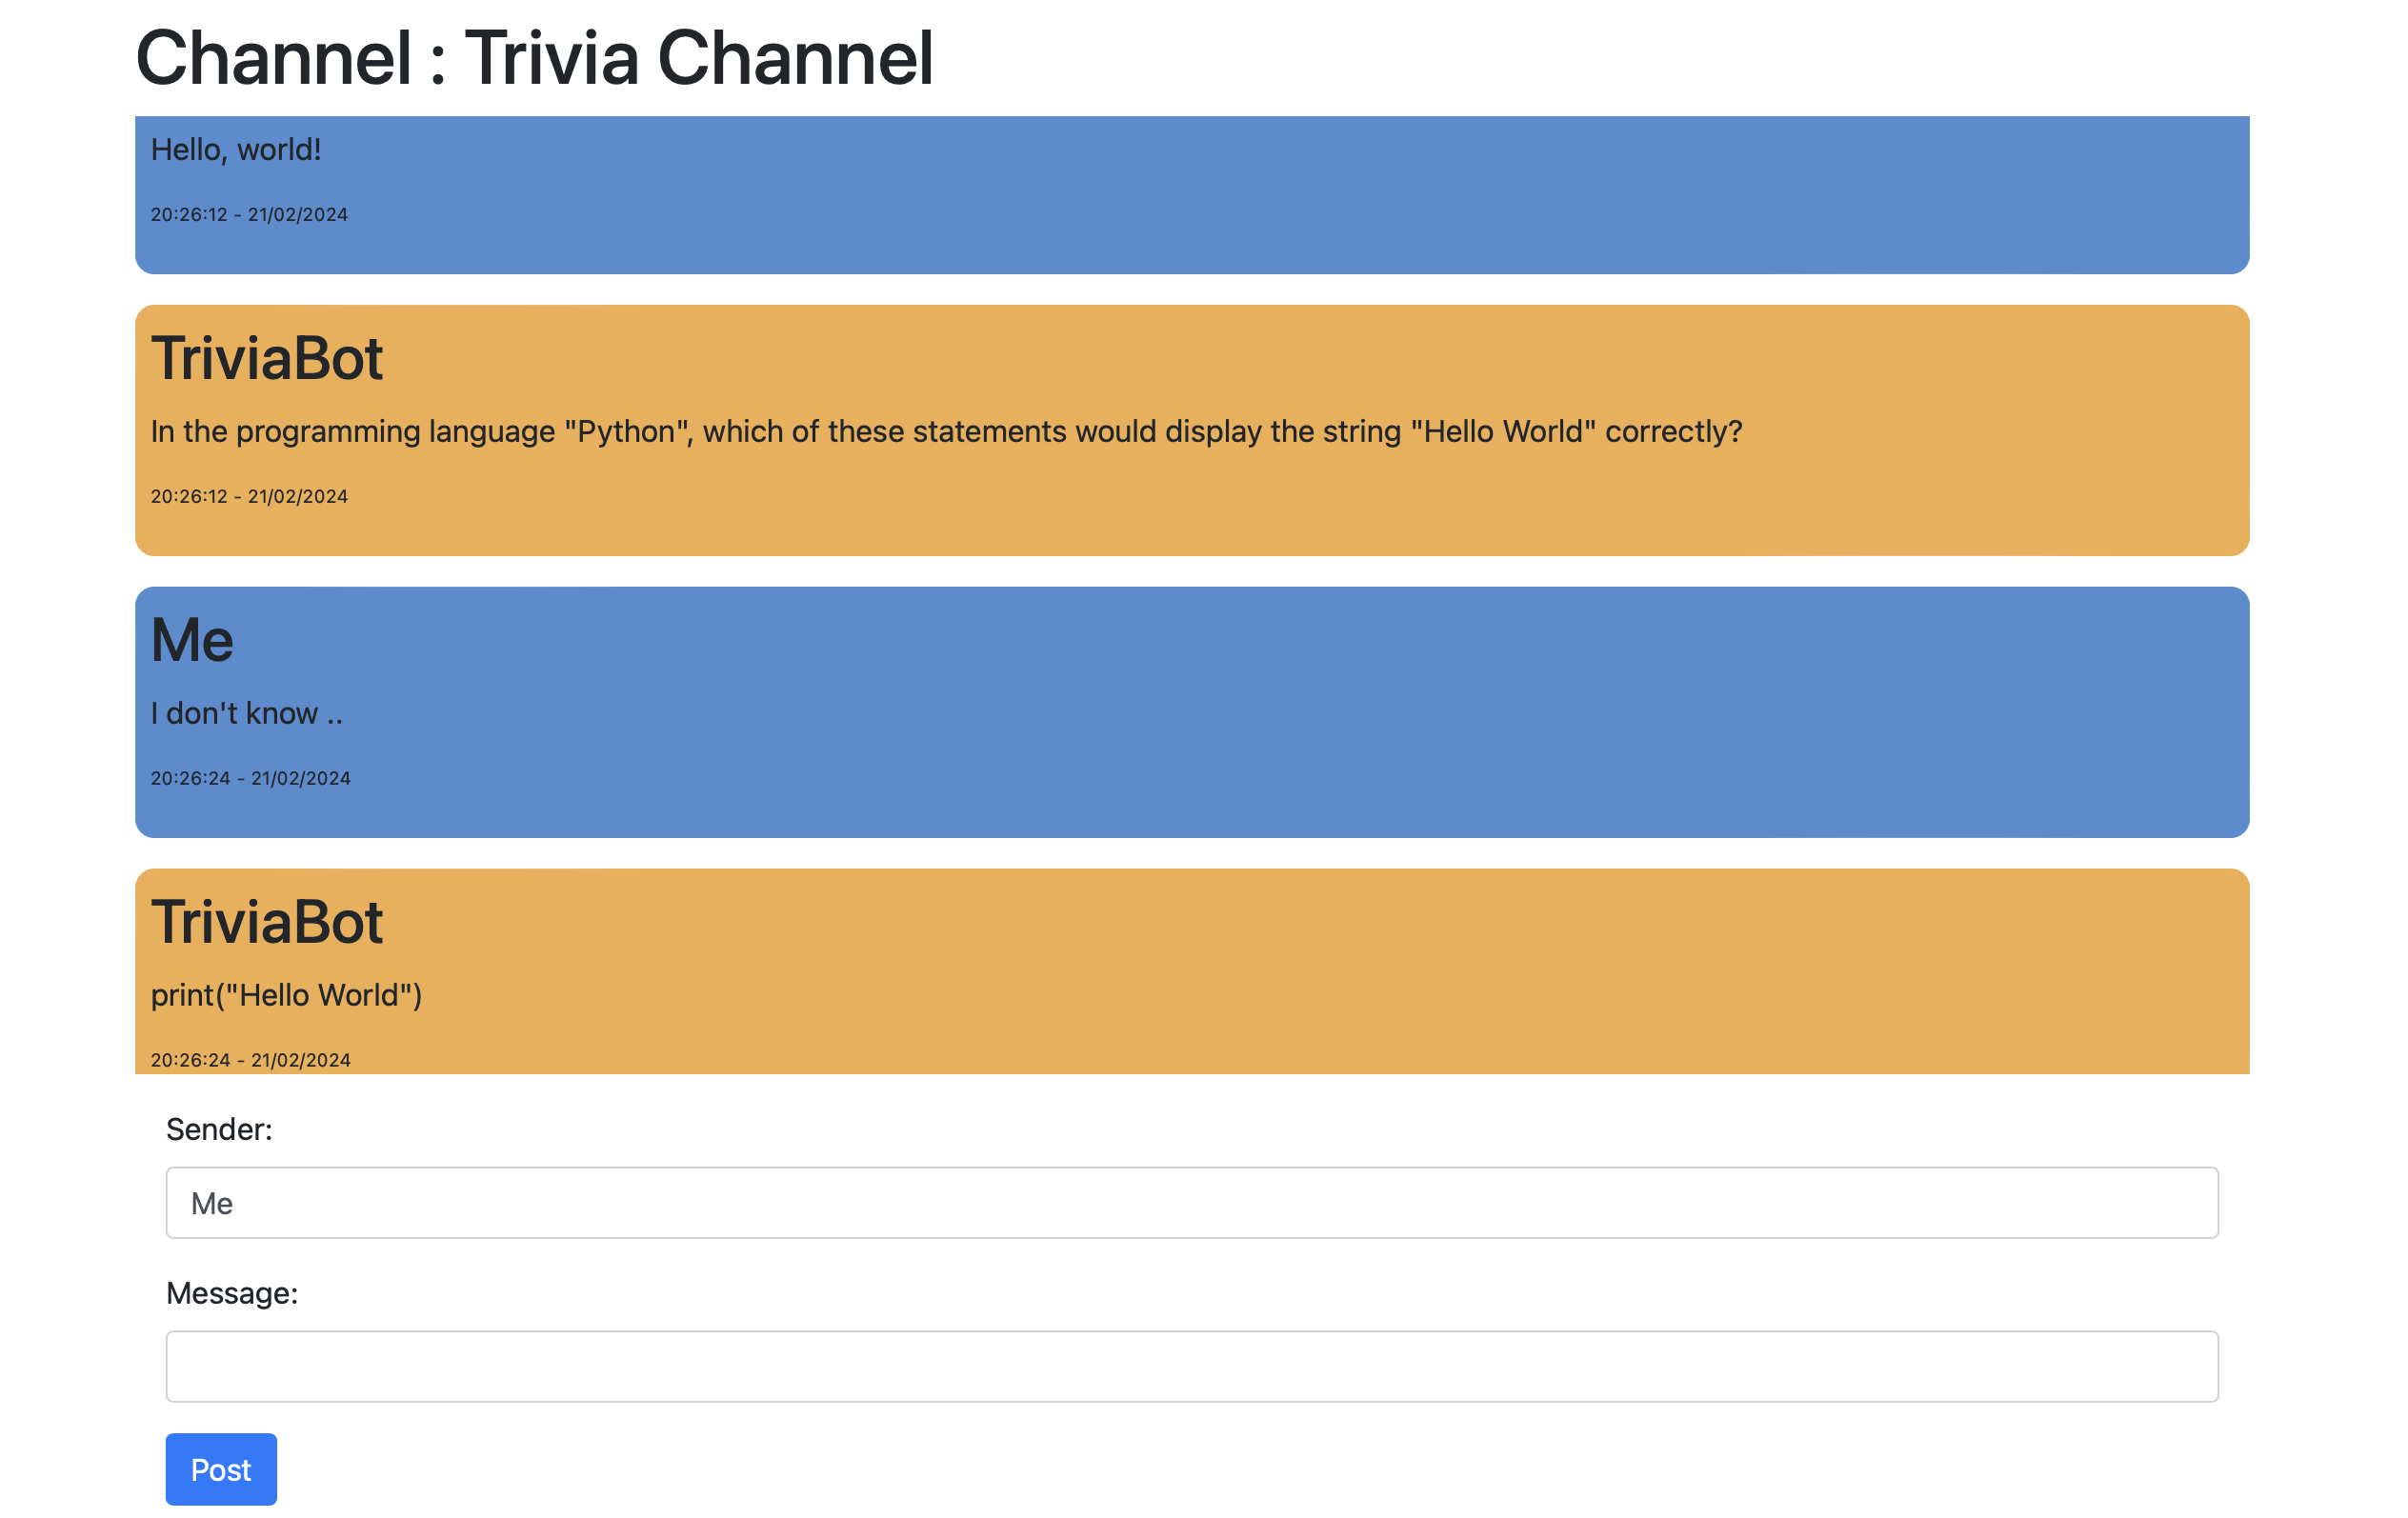 Channel : Trivia Channel
Hello, world!
20:26:12 - 21/02/2024
TriviaBot
In the programming language "Python", which of these statements would display the string "Hello World" correctly?
20:26:12 - 21/02/2024
Me
I don't know ..
20:26:24 - 21/02/2024
TriviaBot
print("Hello World")
20:26:24 - 21/02/2024
Sender:
Me
Message:
Post